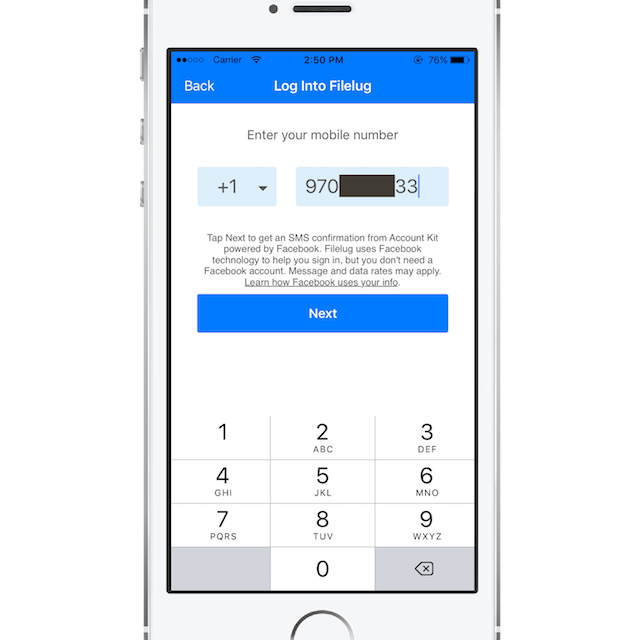 Carrier 2:50 PM 76%
Back Log Into Filelug
Enter your mobile number
+1 970 33
Tap Next to get an SMS confirmation from Account Kit
powered by Facebook. Filelug uses Facebook
technology to help you sign in, but you don't need a
Facebook account. Message and data rates may apply.
Learn how Facebook uses your info.
Next
1 2 3
ABC DEF
4 5 6
GHI JKL MNO
7 8 9
PQRS TUV WXYZ
0